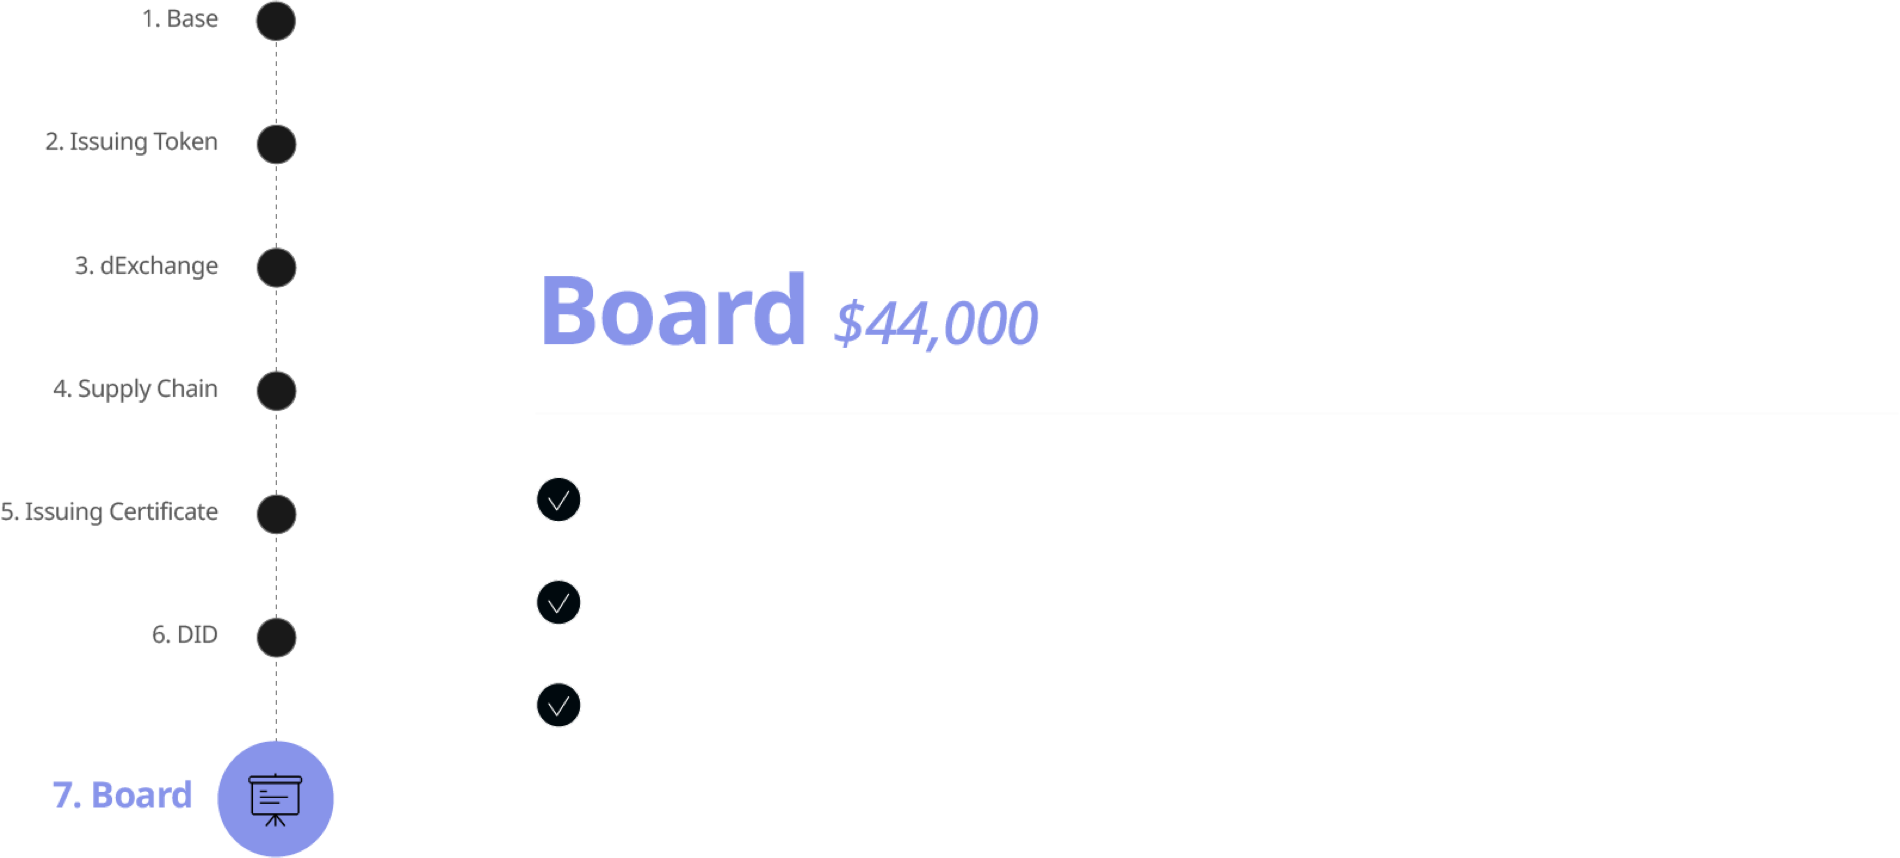 1. Base
2. Issuing Token
3. dExchange
4. Supply Chain
5. Issuing Certificate
6. DID
7. Board
Board $44,000